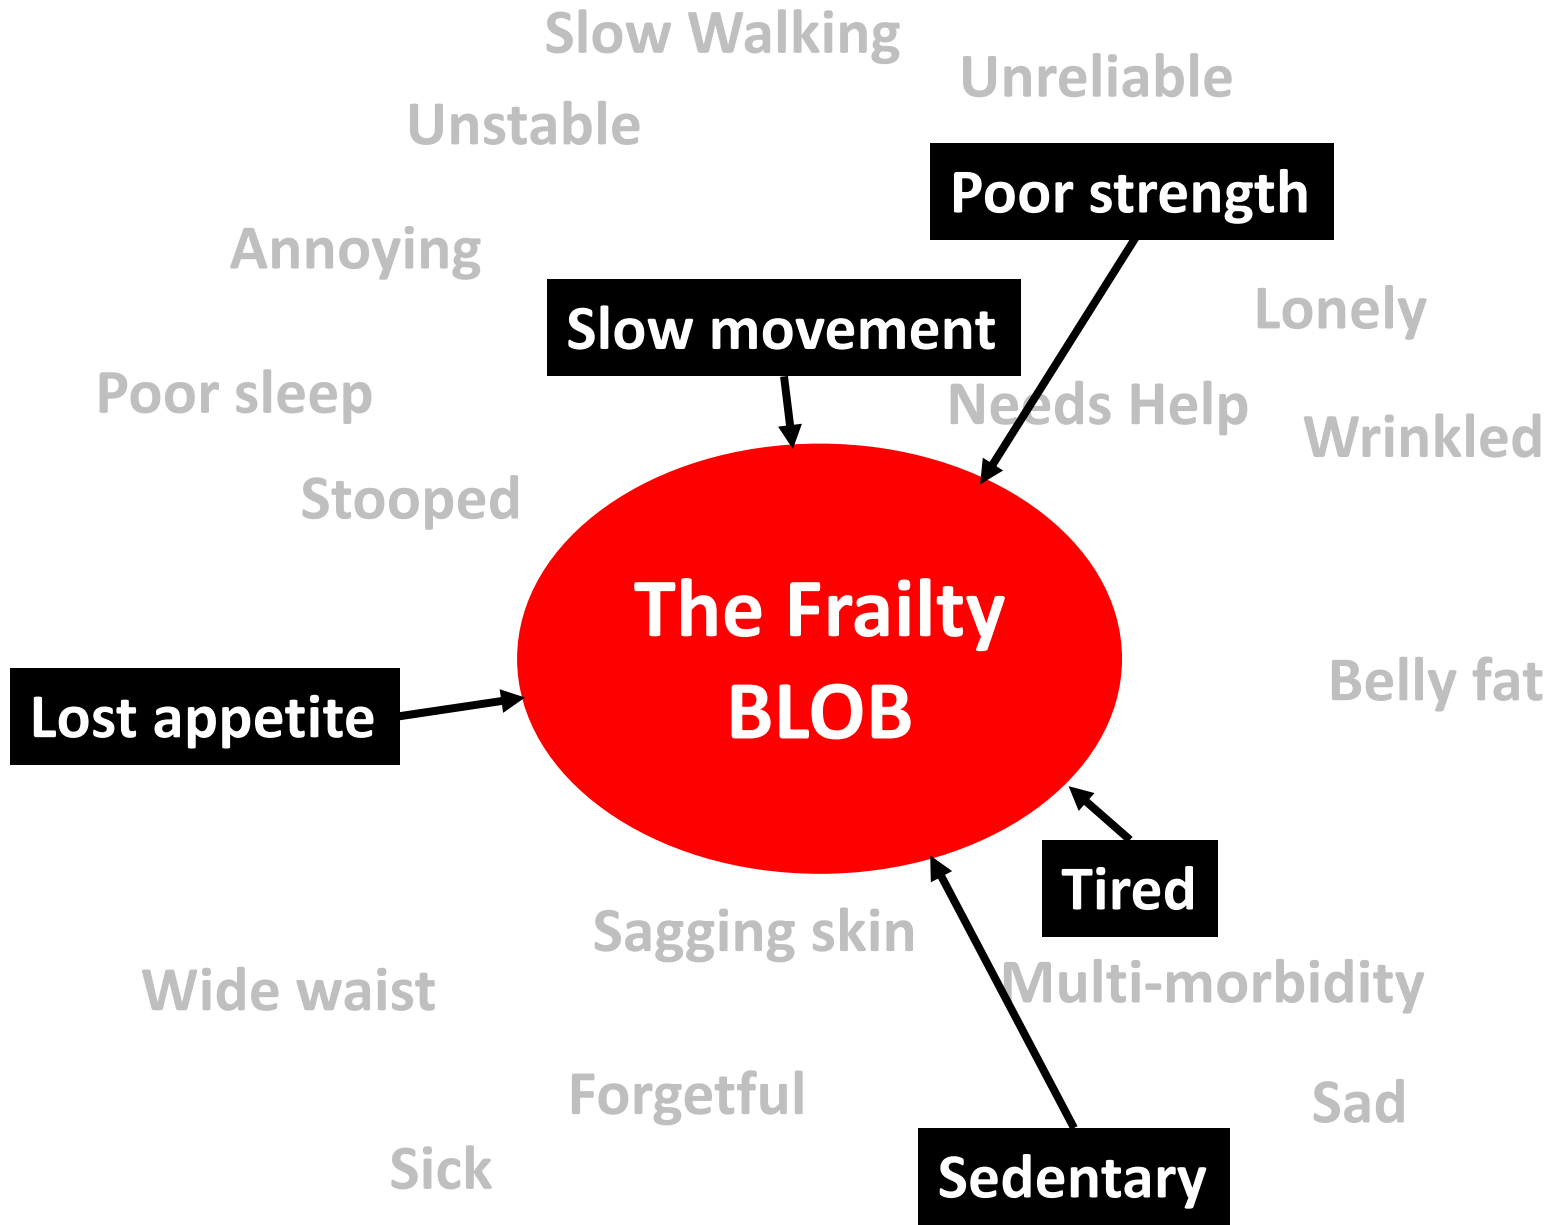 Slow Walking
Unreliable
Unstable
Poor strength
Annoying
Slow movement
Lonely
Poor sleep
Needs Help
Wrinkled
Stooped
The Frailty
BLOB
Belly fat
Lost appetite
Tired
Sagging skin
Wide waist
Multi-morbidity
Forgetful
Sad
Sick
Sedentary